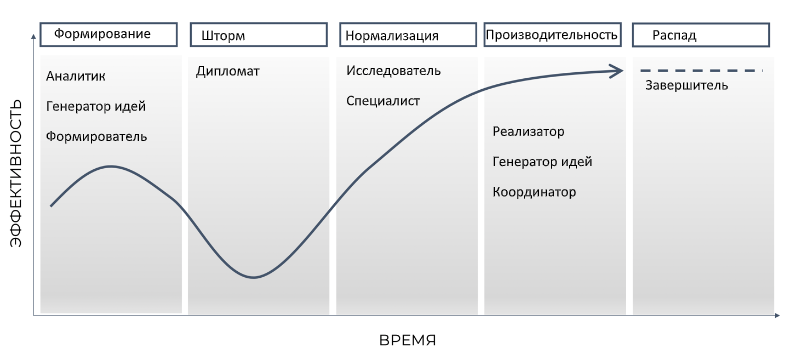 Формирование
Шторм
Нормализация
Производительность
Распад
Аналитик
Генератор идей
Формирователь
Дипломат
Исследователь
Специалист
Реализатор
Генератор идей
Координатор
Завершитель
ЭФФЕКТИВНОСТЬ
ВРЕМЯ